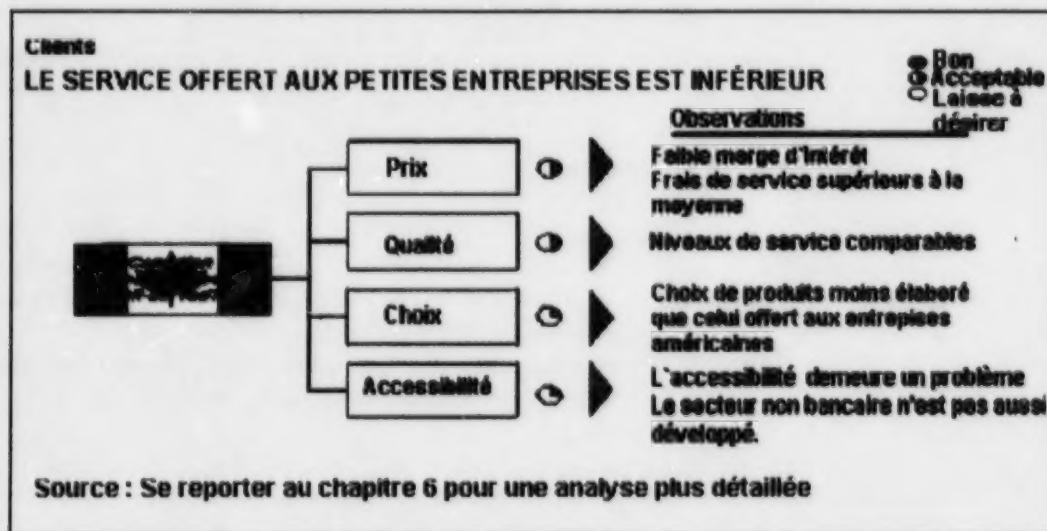 Clients
LE SERVICE OFFERT AUX PETITES ENTREPRISES EST INFÉRIEUR
Bon
Acceptable
Laisse à
désirer
Observations
Prix
Faible marge d'intérêt
Frais de service supérieurs à la
moyenne
Qualité
Niveaux de service comparables
Choix
Choix de produits moins élaboré
que celui offert aux entrepises
américaines
Accessibilité
L'accessibilité demeure un problème
Le secteur non bancaire n'est pas aussi
développé.
Source : Se reporter au chapitre 6 pour une analyse plus détaillée